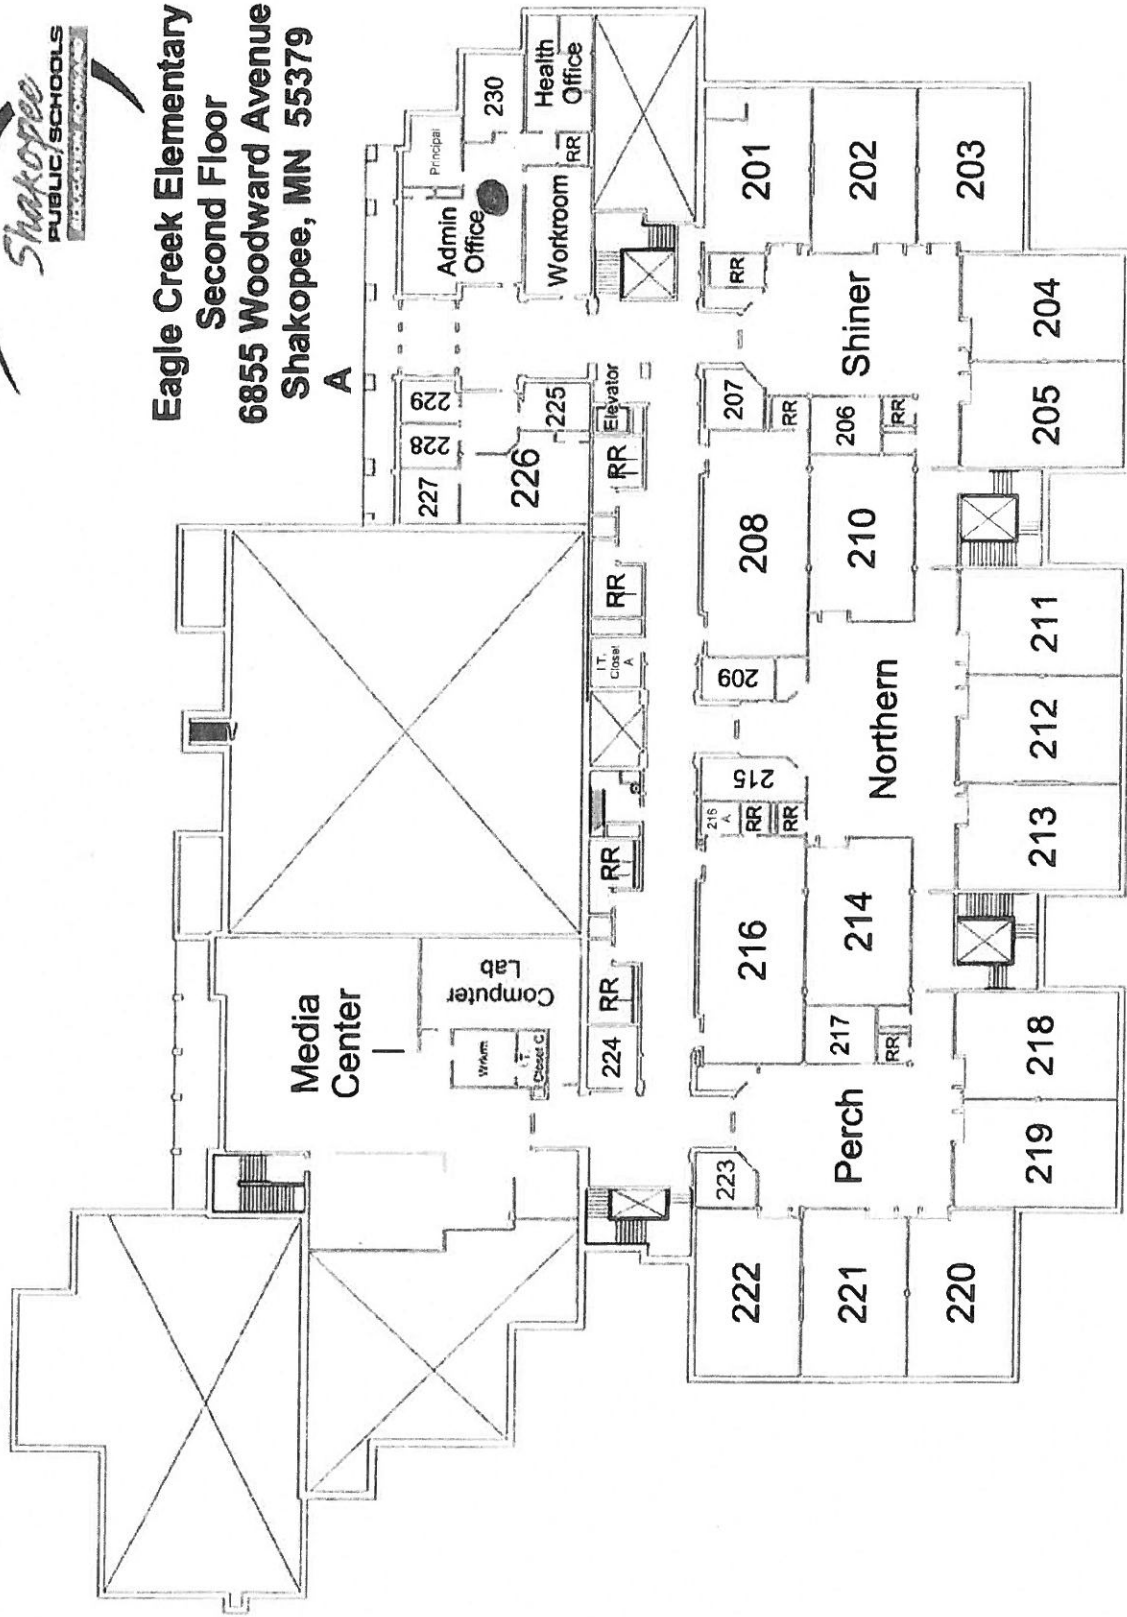 Shakopee
PUBLIC SCHOOLS
Eagle Creek Elementary
Second Floor
6855 Woodward Avenue
Shakopee, MN 55379
A
Principal
230
Health
Office
Admin
Office
RR
Workroom
229
228
227
226
225
Elevator
RR
RR
I.T.
Closet
A
RR
RR
224
Media
Center
Computer
Lab
Closet C
201
202
203
204
205
RR
Shiner
207
RR
206
RR
208
210
209
211
212
213
Northern
215
216
A
RR
RR
216
214
217
RR
218
219
Perch
223
222
221
220